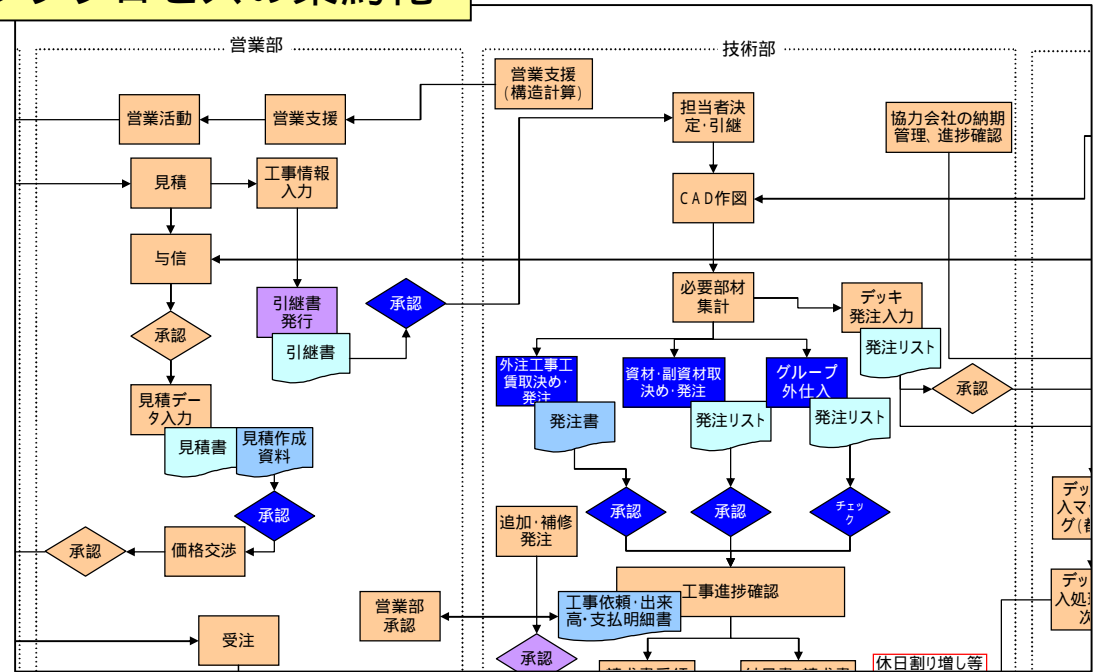 営業部
技術部
営業支援
(構造計算)
営業活動
営業支援
担当者決
定・引継
協力会社の納期
管理、進捗確認
見積
工事情報
入力
CAD作図
与信
引継書
発行
引継書
承認
必要部材
集計
デッキ
発注入力
発注リスト
承認
承認
外注工事工
賃取決め・
発注
資材・副資材取
決め・発注
グループ
外仕入
発注書
発注リスト
発注リスト
見積デー
タ入力
見積書
見積作成
資料
承認
承認
承認
チェッ
ク
追加・補修
発注
承認
価格交渉
工事進捗確認
営業部
承認
工事依頼・出来
高・支払明細書
受注
承認
休日割り増し等